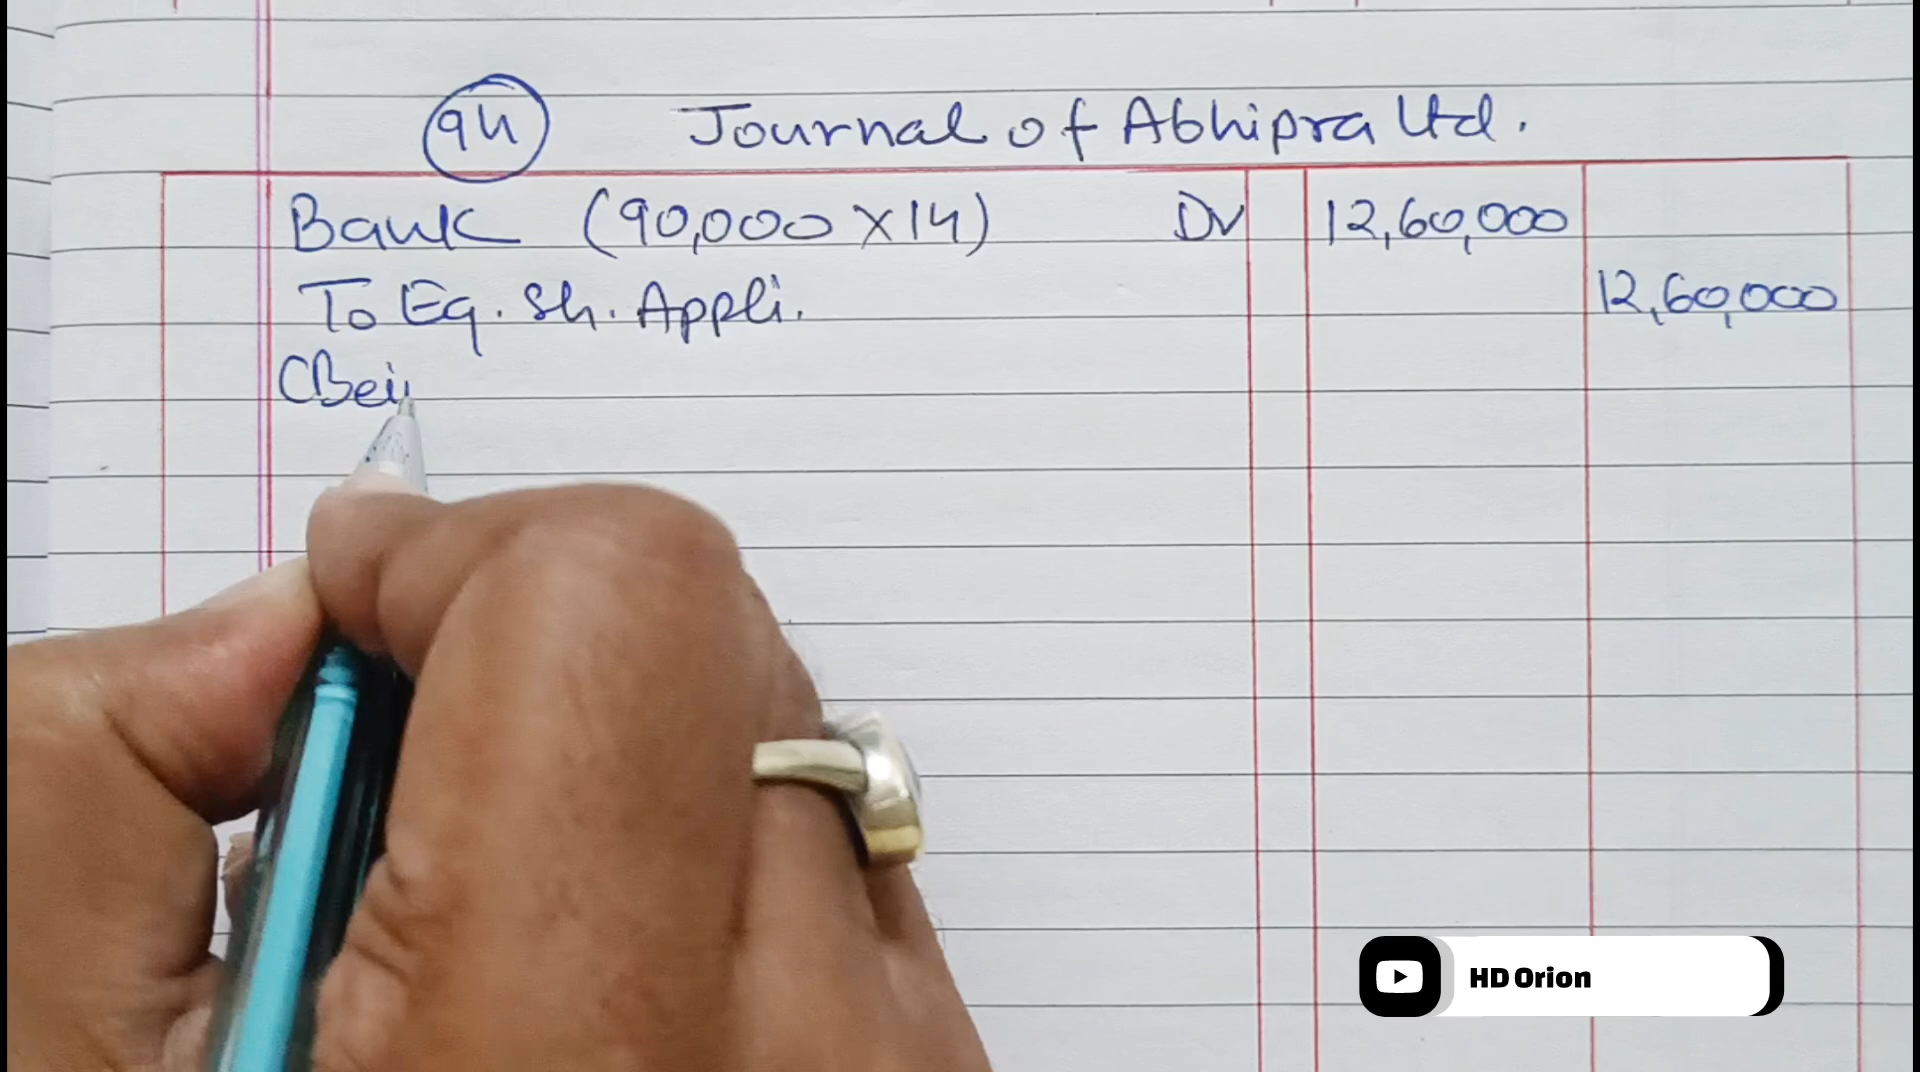 94 Journal of Abhipra Ltd.
Bank (90,000 X 14) Dr 12,60,000
To Eq. Sh. Appli. 12,60,000
(Bein
HD Orion